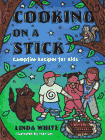 COOKING
ON A
STICK
Campfire Recipes for Kids
LINDA WHITE